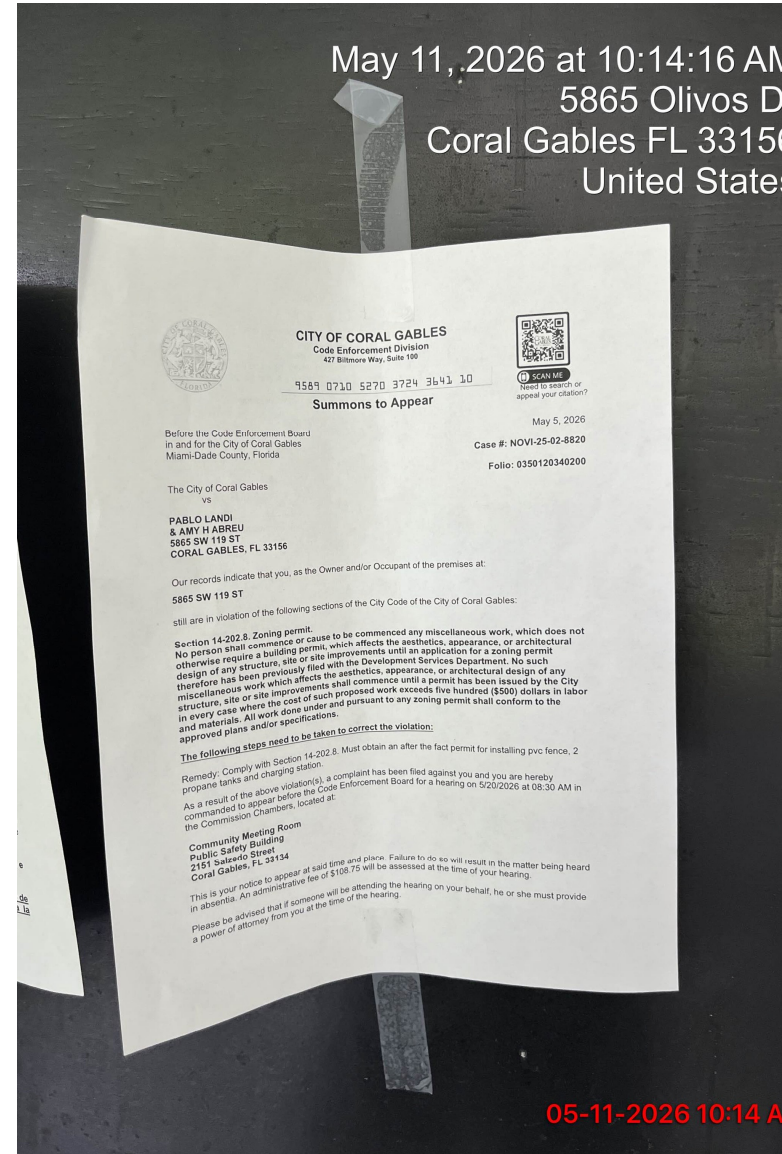 May 11, 2026 at 10:14:16 AM
5865 Olivos D
Coral Gables FL 33156
United States
CITY OF CORAL GABLES
Code Enforcement Division
427 Biltmore Way, Suite 100
9589 0710 5270 3724 3641 10
Summons to Appear
SCAN ME
Need to search or
appeal your citation?
May 5, 2026
Before the Code Enforcement Board
in and for the City of Coral Gables
Miami-Dade County, Florida
Case #: NOVI-25-02-8820
Folio: 0350120340200
The City of Coral Gables
vs
PABLO LANDI
& AMY H ABREU
5865 SW 119 ST
CORAL GABLES, FL 33156
Our records indicate that you, as the Owner and/or Occupant of the premises at:
5865 SW 119 ST
still are in violation of the following sections of the City Code of the City of Coral Gables:
Section 14-202.8. Zoning permit.
No person shall commence or cause to be commenced any miscellaneous work, which does not
otherwise require a building permit, which affects the aesthetics, appearance, or architectural
design of any structure, site or site improvements until an application for a zoning permit
therefore has been previously filed with the Development Services Department. No such
miscellaneous work which affects the aesthetics, appearance, or architectural design of any
structure, site or site improvements shall commence until a permit has been issued by the City
in every case where the cost of such proposed work exceeds five hundred ($500) dollars in labor
and materials. All work done under and pursuant to any zoning permit shall conform to the
approved plans and/or specifications.
The following steps need to be taken to correct the violation:
Remedy: Comply with Section 14-202.8. Must obtain an after the fact permit for installing pvc fence, 2
propane tanks and charging station.
As a result of the above violation(s), a complaint has been filed against you and you are hereby
commanded to appear before the Code Enforcement Board for a hearing on 5/20/2026 at 08:30 AM in
the Commission Chambers, located at:
Community Meeting Room
Public Safety Building
2151 Salzedo Street
Coral Gables, FL 33134
This is your notice to appear at said time and place. Failure to do so will result in the matter being heard
in absentia. An administrative fee of $108.75 will be assessed at the time of your hearing.
Please be advised that if someone will be attending the hearing on your behalf, he or she must provide
a power of attorney from you at the time of the hearing.
e
de
la
05-11-2026 10:14 A